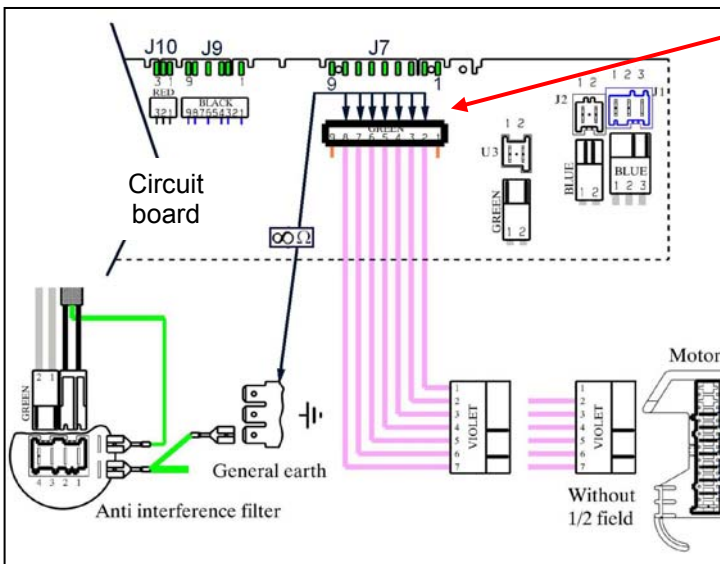 J10 J9 J7
3 1 9 1 9 1
RED
3 2 1
BLACK
9 8 7 6 5 4 3 2 1
GREEN
9 8 7 6 5 4 3 2 1
1 2 3
1 2
J2 J1
1 2
U3
BLUE
1 2
BLUE
1 2 3
GREEN
1 2
Circuit
board
∞ Ω
GREEN
2 1
4 3 2 1
General earth
Anti interference filter
1
2
3
4
5
6
7
VIOLET
1
2
3
4
5
6
7
VIOLET
Without
1/2 field
Motor